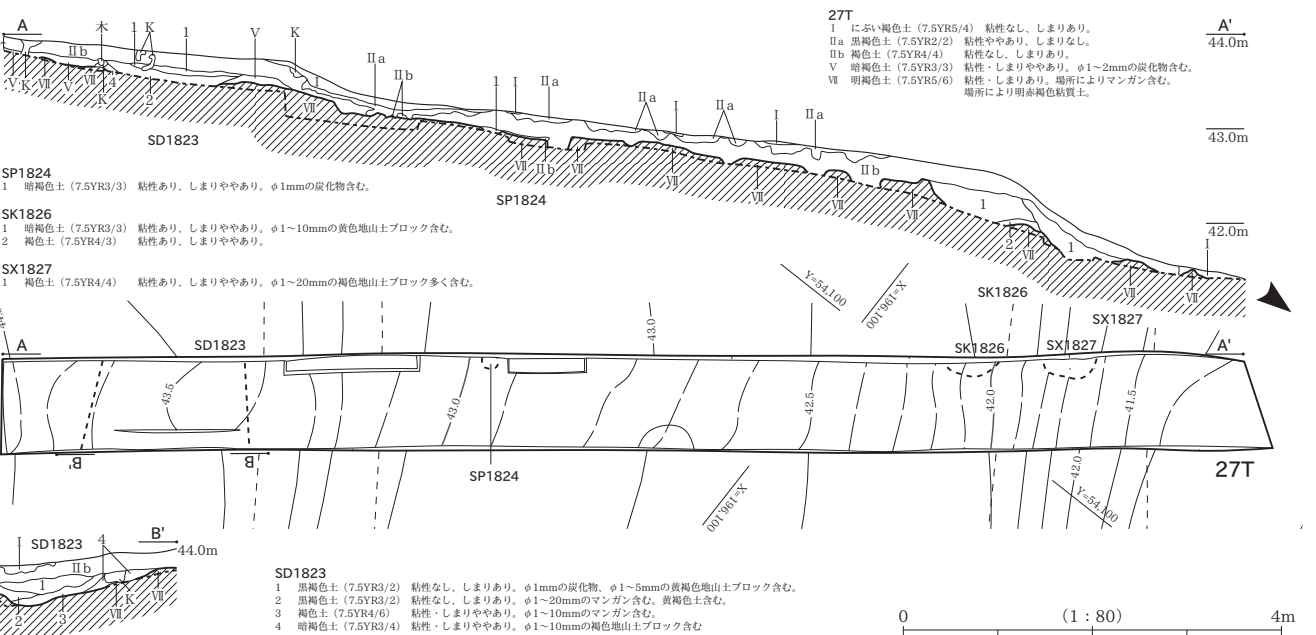 27T
Ⅰ にぶい褐色土（7.5YR5/4） 粘性なし、しまりあり。
Ⅱa 黒褐色土（7.5YR2/2） 粘性ややあり、しまりなし。
Ⅱb 褐色土（7.5YR4/4） 粘性なし、しまりあり。
Ⅴ 暗褐色土（7.5YR3/3） 粘性・しまりややあり。φ1～2mmの炭化物含む。
Ⅶ 明褐色土（7.5YR5/6） 粘性・しまりあり。場所によりマンガン含む。
場所により明赤褐色粘質土。
A 木 1 K 1 Ⅴ K Ⅱa Ⅱb 1 Ⅰ Ⅱa Ⅱa Ⅰ Ⅱa Ⅰ Ⅱa A'
44.0m
Ⅱb Ⅰ
Ⅴ K Ⅶ Ⅴ Ⅶ K 4 2 Ⅶ Ⅶ Ⅱb Ⅶ Ⅶ Ⅶ Ⅶ Ⅱb Ⅶ 1 2 Ⅶ 1 Ⅶ Ⅰ Ⅶ
43.0m
42.0m
SD1823
SP1824
SK1826
SX1827
SP1824
1 暗褐色土（7.5YR3/3） 粘性あり、しまりややあり。φ1mmの炭化物含む。
SK1826
1 暗褐色土（7.5YR3/3） 粘性あり、しまりややあり。φ1～10mmの黄色地山土ブロック含む。
2 褐色土（7.5YR4/3） 粘性あり、しまりややあり。
SX1827
1 褐色土（7.5YR4/4） 粘性あり、しまりややあり。φ1～20mmの褐色地山土ブロック多く含む。
Y=54,100
X=196,100
43.0
A SD1823 SK1826 SX1827 A'
43.5
43.0
42.5
42.0
41.5
B' B
SP1824
42.0
27T
X=196,100
Y=54,100
SD1823 B'
44.0m
Ⅰ 4 Ⅱb 1 2 3 Ⅶ K Ⅶ
SD1823
1 黒褐色土（7.5YR3/2） 粘性なし、しまりあり。φ1mmの炭化物、φ1～5mmの黄褐色地山土ブロック含む。
2 黒褐色土（7.5YR3/2） 粘性なし、しまりあり。φ1～20mmのマンガン含む。黄褐色土含む。
3 褐色土（7.5YR4/6） 粘性・しまりややあり。φ1～10mmのマンガン含む。
4 暗褐色土（7.5YR3/4） 粘性・しまりややあり。φ1～10mmの褐色地山土ブロック含む
0 （1：80） 4m